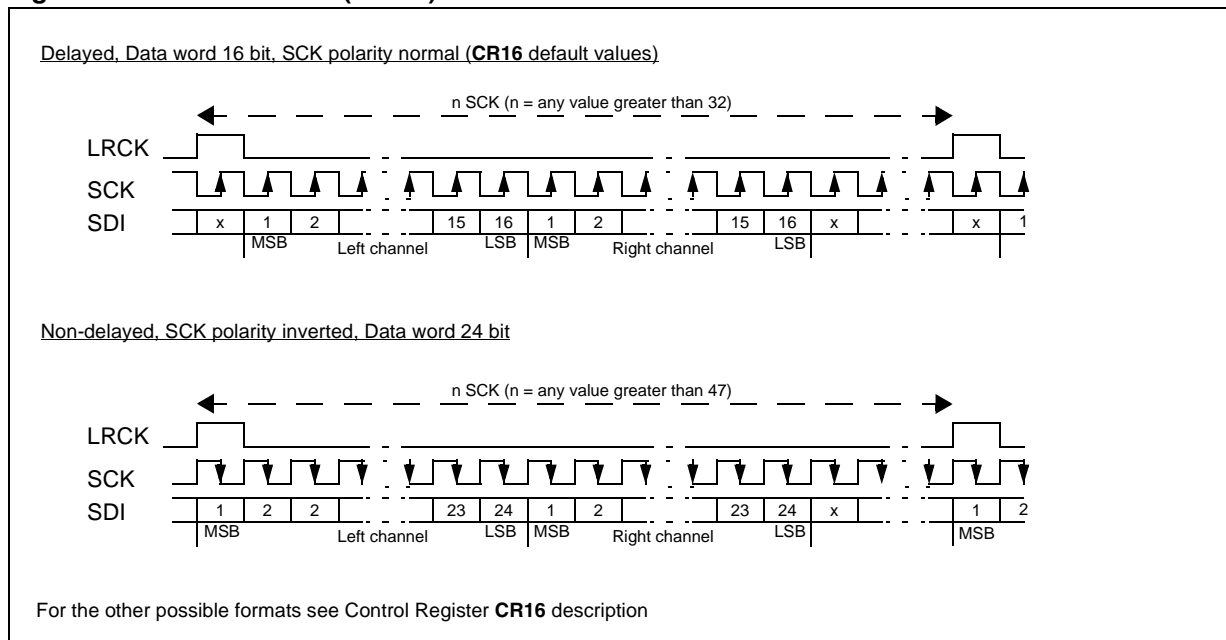 Delayed, Data word 16 bit, SCK polarity normal (CR16 default values)
n SCK (n = any value greater than 32)
LRCK
SCK
SDI x 1 2 15 16 1 2 15 16 x x 1
MSB Left channel LSB MSB Right channel LSB
Non-delayed, SCK polarity inverted, Data word 24 bit
n SCK (n = any value greater than 47)
LRCK
SCK
SDI 1 2 2 23 24 1 2 23 24 x 1 2
MSB Left channel LSB MSB Right channel LSB MSB
For the other possible formats see Control Register CR16 description